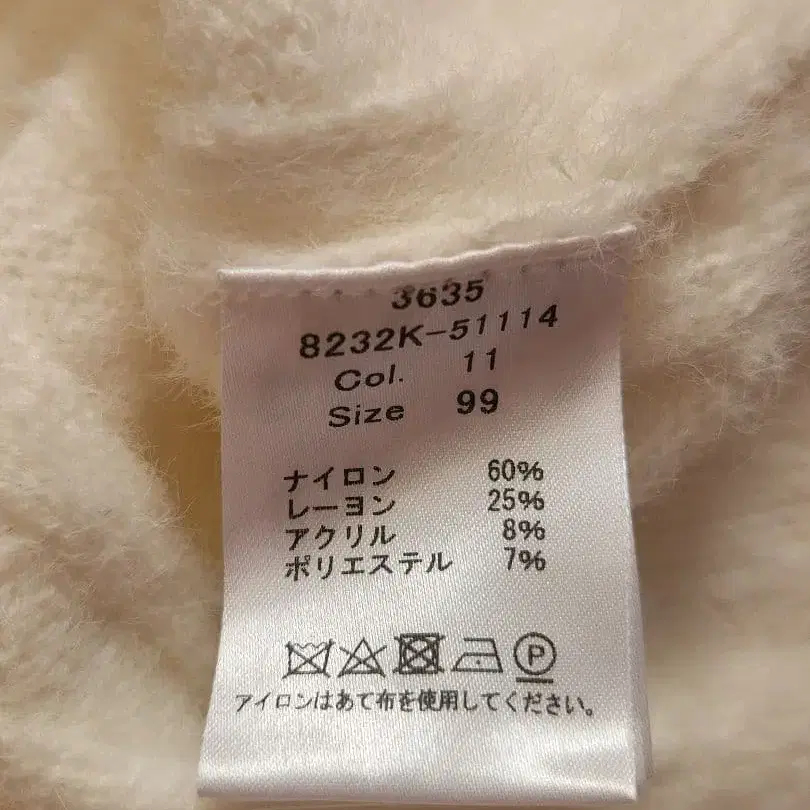 3635
8232K-51114
Col. 11
Size 99
ナイロン 60%
レーヨン 25%
アクリル 8%
ポリエステル 7%
P
アイロンはあて布を使用してください。